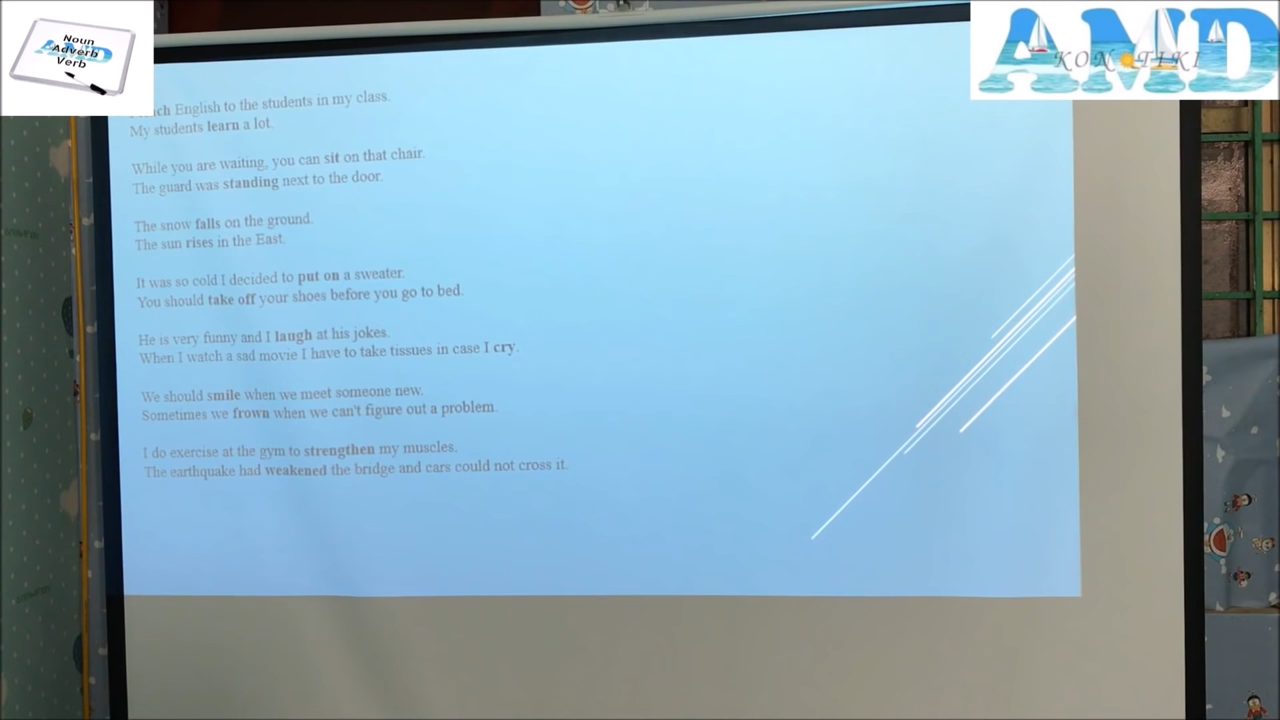 Noun
Adverb
Verb
AMD
AMD
KON TIKI
English to the students in my class.
My students learn a lot.
While you are waiting, you can sit on that chair.
The guard was standing next to the door.
The snow falls on the ground.
The sun rises in the East.
It was so cold I decided to put on a sweater.
You should take off your shoes before you go to bed.
He is very funny and I laugh at his jokes.
When I watch a sad movie I have to take tissues in case I cry.
We should smile when we meet someone new.
Sometimes we frown when we can't figure out a problem.
I do exercise at the gym to strengthen my muscles.
The earthquake had weakened the bridge and cars could not cross it.